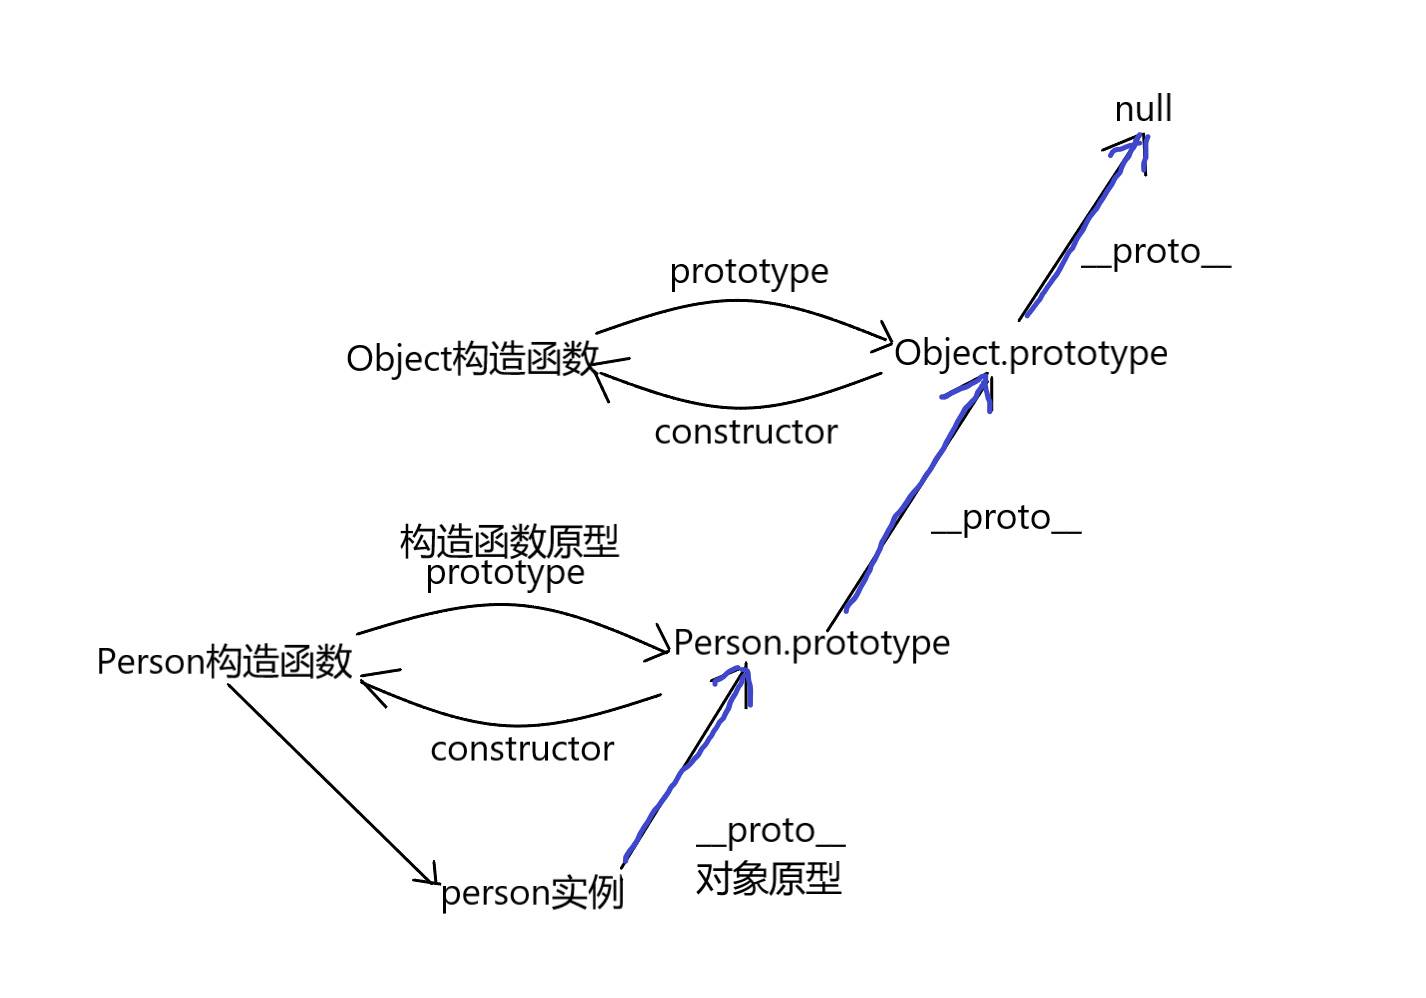 null
__proto__
prototype
Object构造函数
Object.prototype
constructor
__proto__
构造函数原型
prototype
Person构造函数
Person.prototype
constructor
__proto__
对象原型
person实例